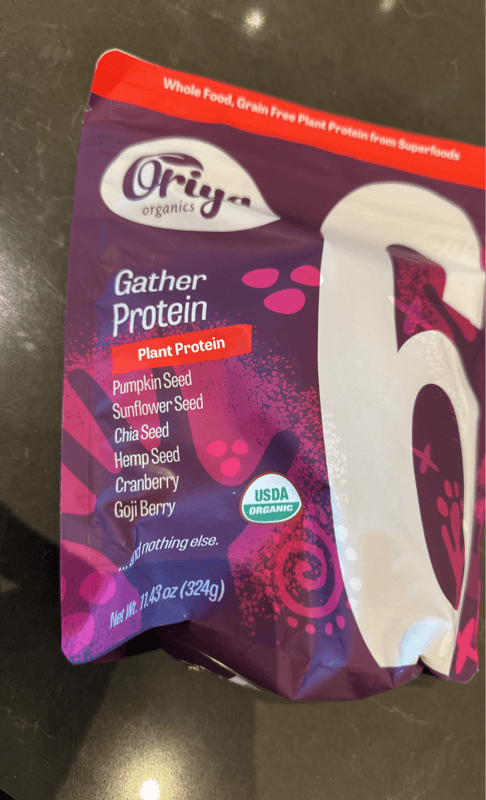 Whole Food, Grain Free Plant Protein from Superfoods
Oriya
organics
Gather
Protein
Plant Protein
Pumpkin Seed
Sunflower Seed
Chia Seed
Hemp Seed
Cranberry
Goji Berry
USDA
ORGANIC
... and nothing else.
Net Wt. 11.43 oz (324g)
6